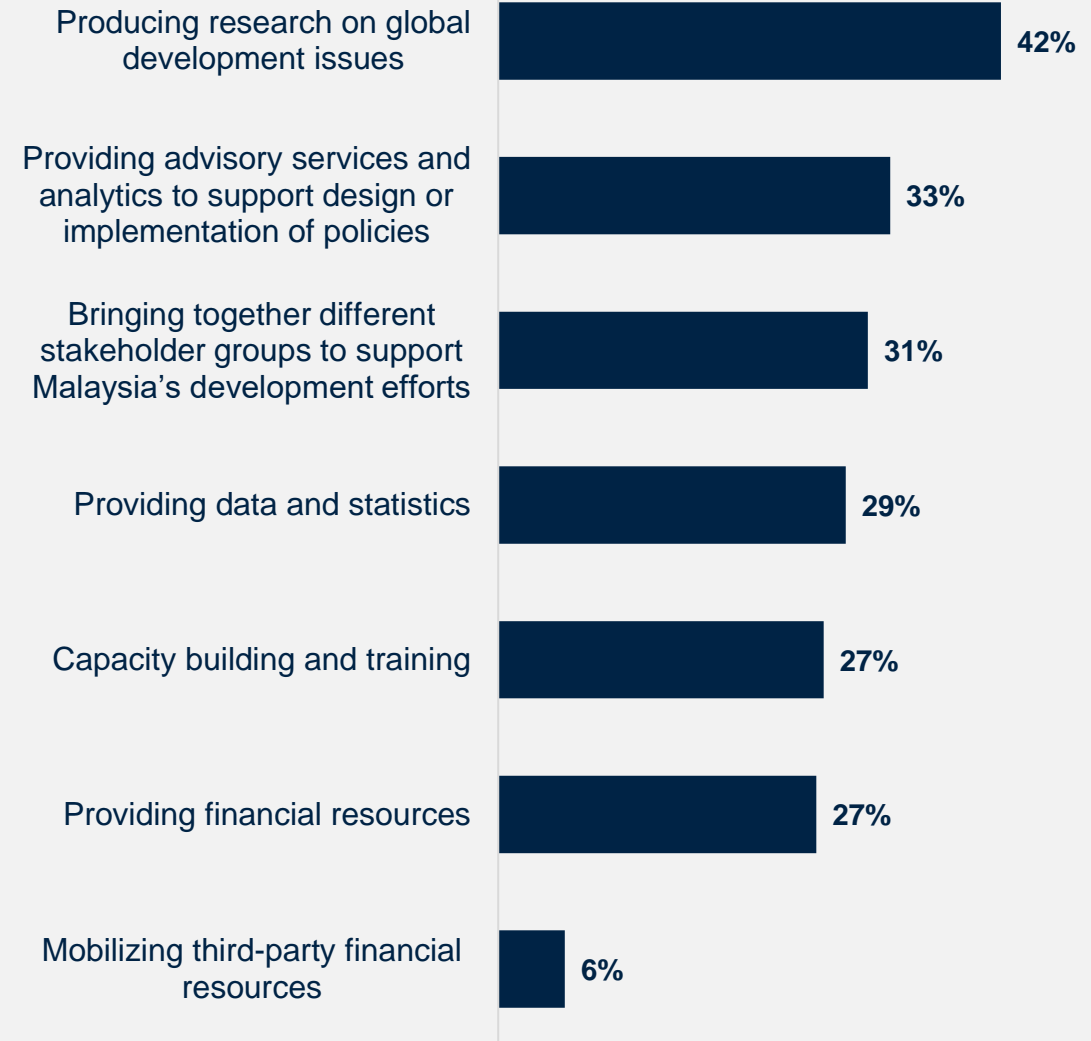 Producing research on global
development issues
42%
Providing advisory services and
analytics to support design or
implementation of policies
33%
Bringing together different
stakeholder groups to support
Malaysia’s development efforts
31%
Providing data and statistics
29%
Capacity building and training
27%
Providing financial resources
27%
Mobilizing third-party financial
resources
6%